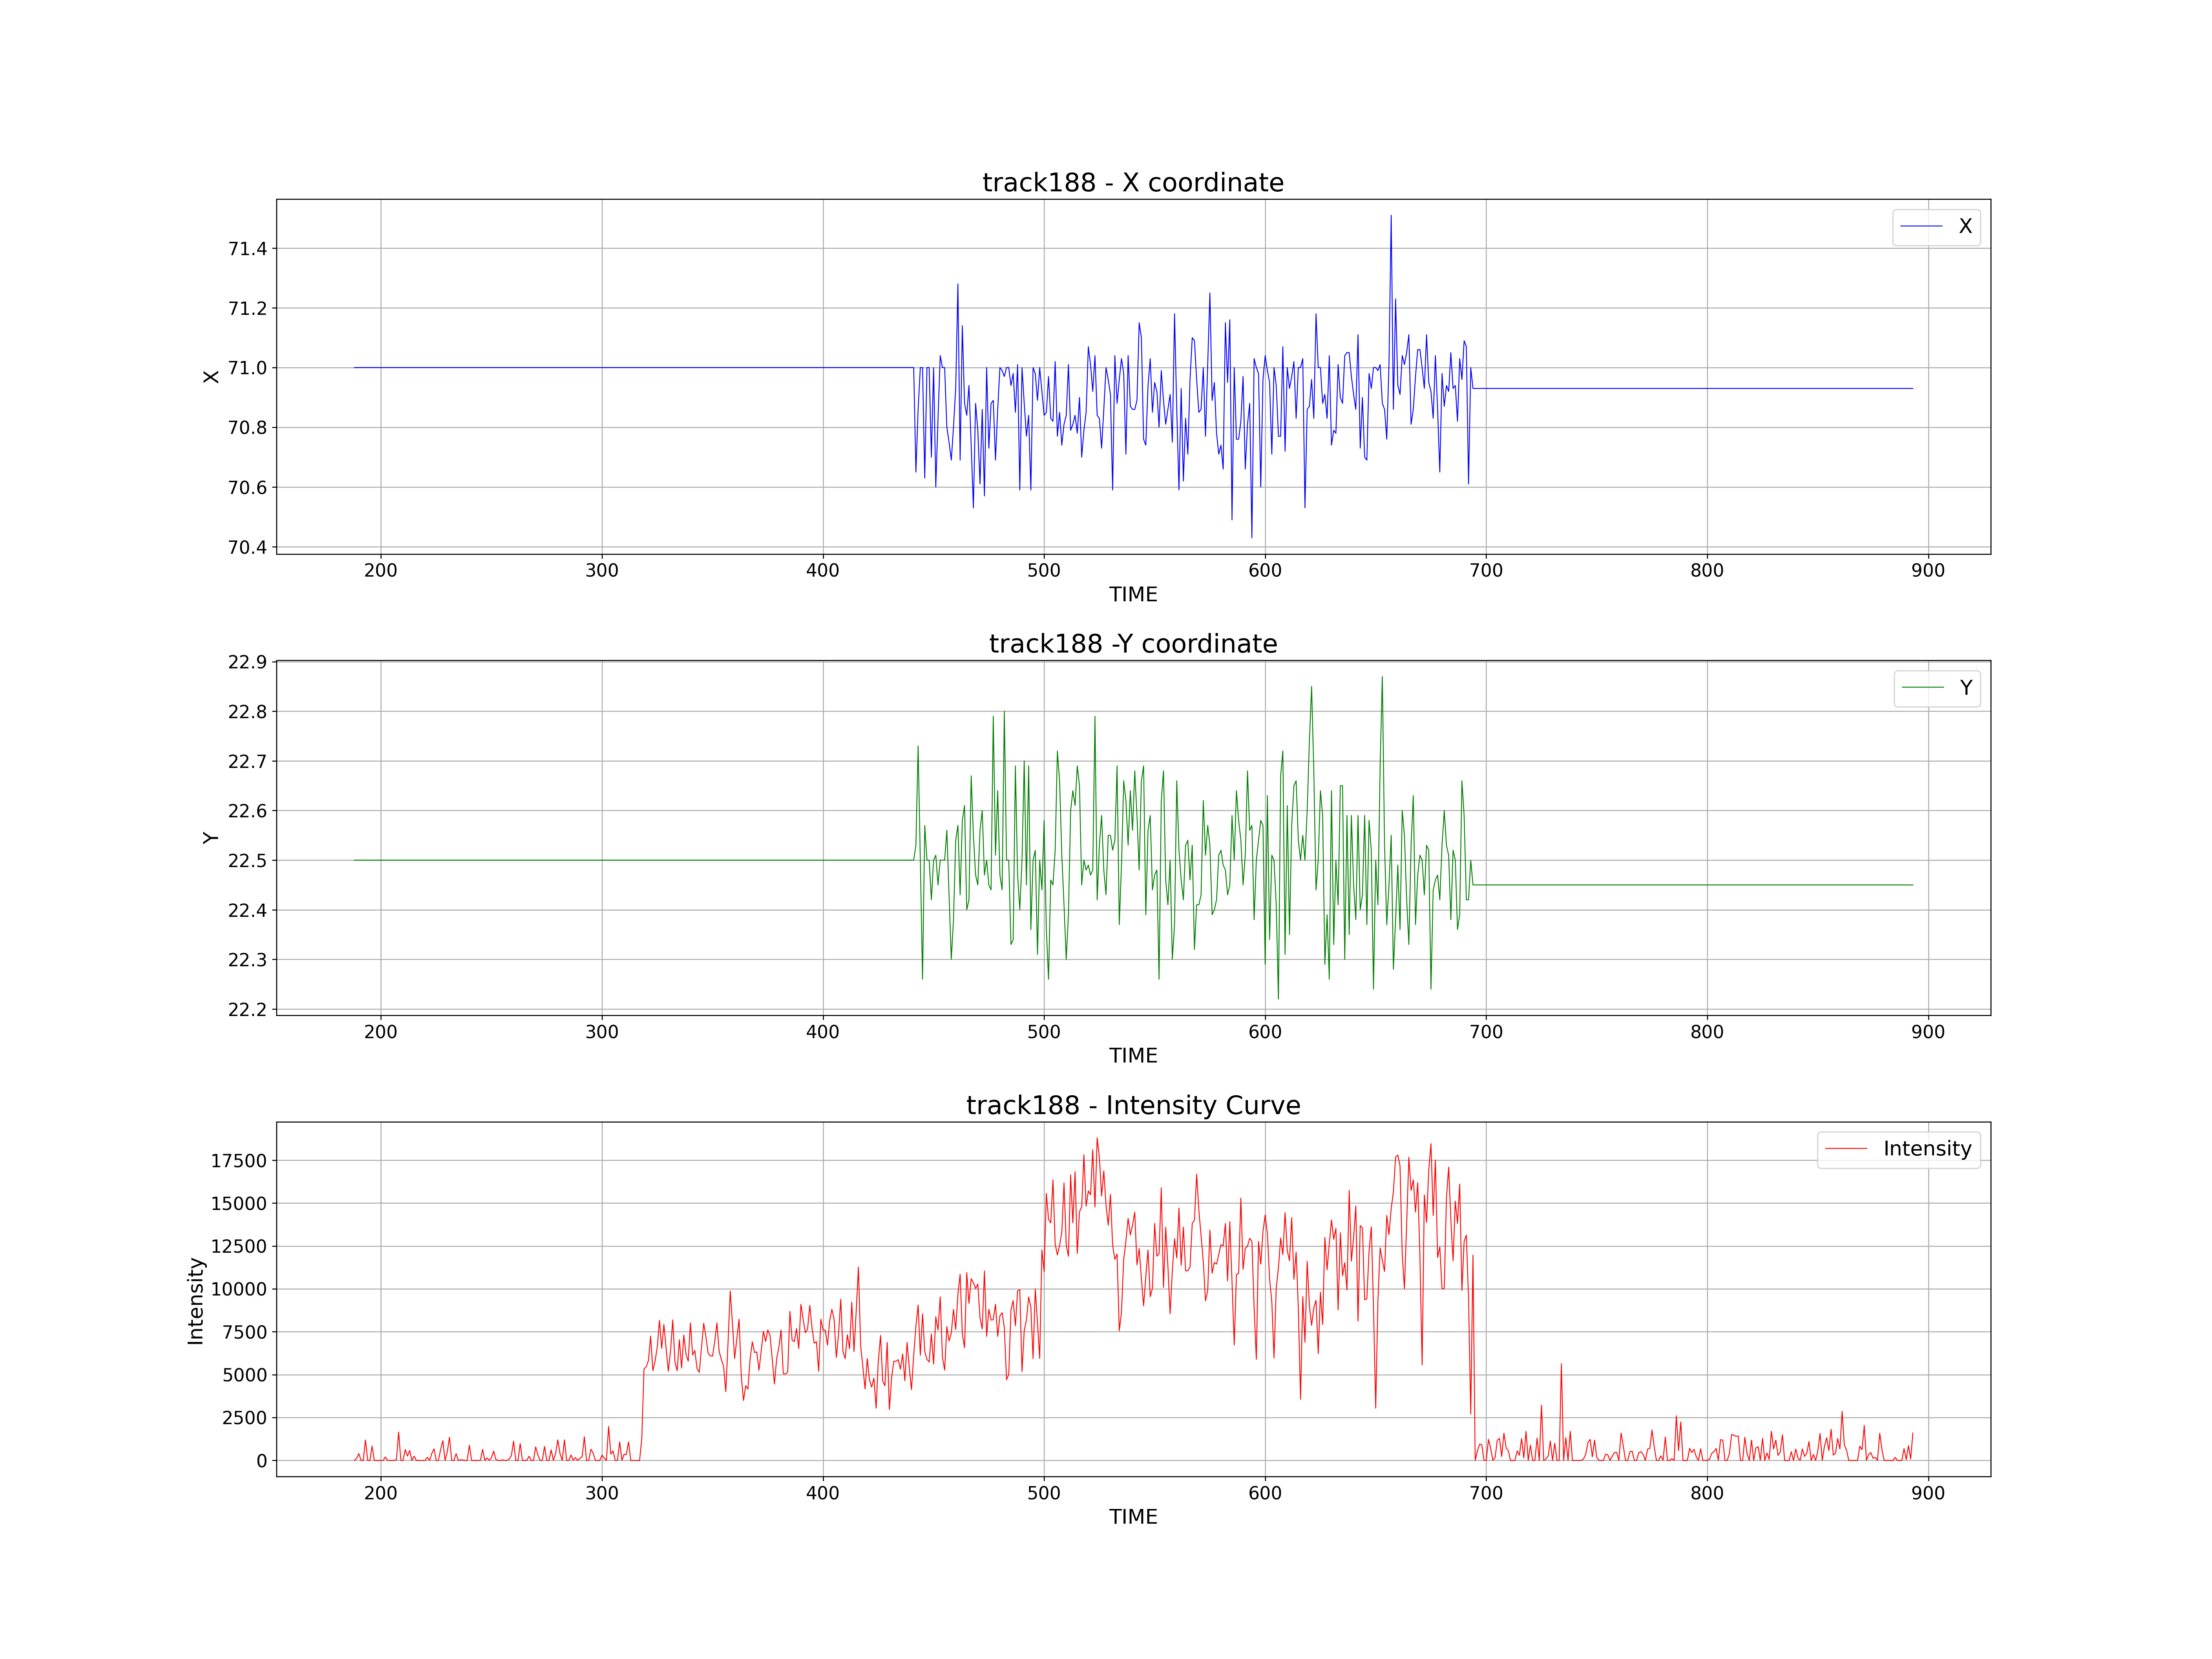 track188 - X coordinate
X
71.4
71.2
71.0
70.8
70.6
70.4
X
200 300 400 500 600 700 800 900
TIME
track188 -Y coordinate
Y
22.9
22.8
22.7
22.6
22.5
22.4
22.3
22.2
Y
200 300 400 500 600 700 800 900
TIME
track188 - Intensity Curve
Intensity
17500
15000
12500
10000
7500
5000
2500
0
Intensity
200 300 400 500 600 700 800 900
TIME